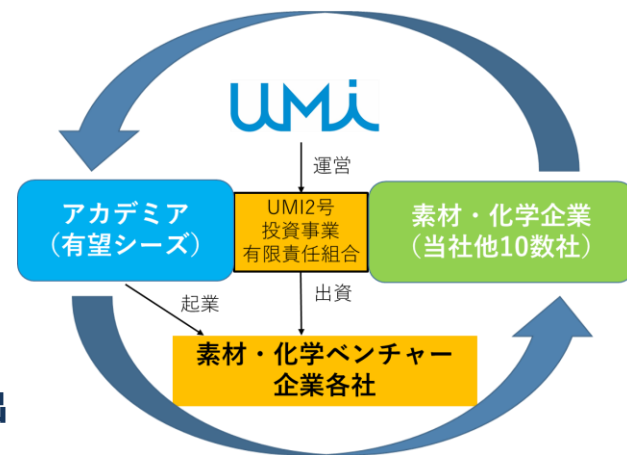 UMi
運営
アカデミア
(有望シーズ)
UMI2号
投資事業
有限責任組合
素材・化学企業
(当社他10数社)
起業
出資
素材・化学ベンチャー
企業各社